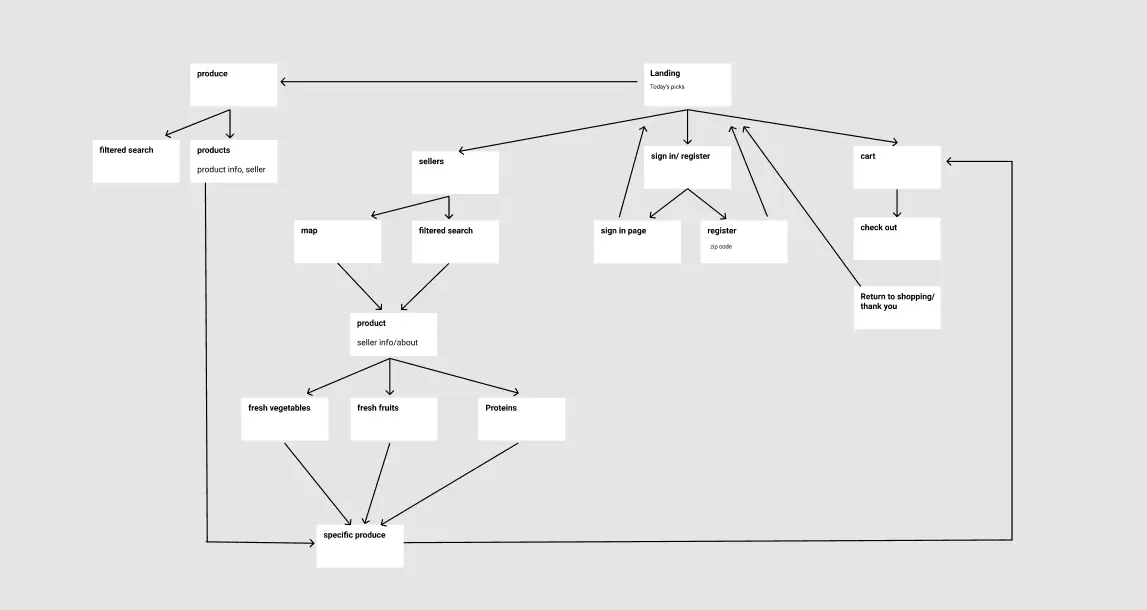 produce
Landing
Today's picks
filtered search
products
product info, seller
sellers
sign in/ register
cart
map
filtered search
sign in page
register
zip code
check out
Return to shopping/
thank you
product
seller info/about
fresh vegetables
fresh fruits
Proteins
specific produce